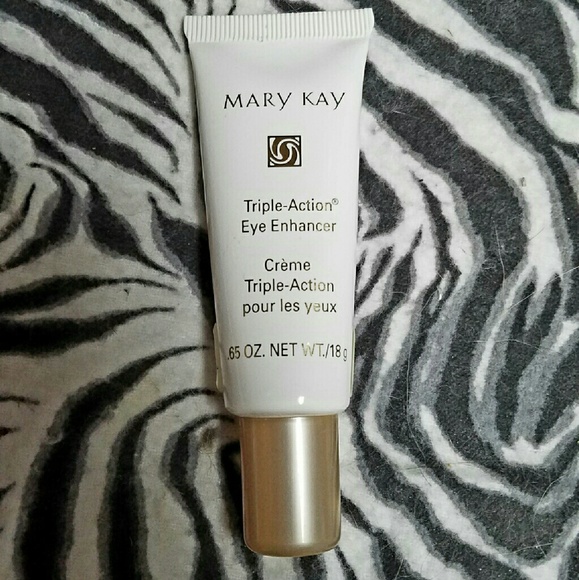 MARY KAY
Triple-Action®
Eye Enhancer
Crème
Triple-Action
pour les yeux
.65 OZ. NET WT./18 g